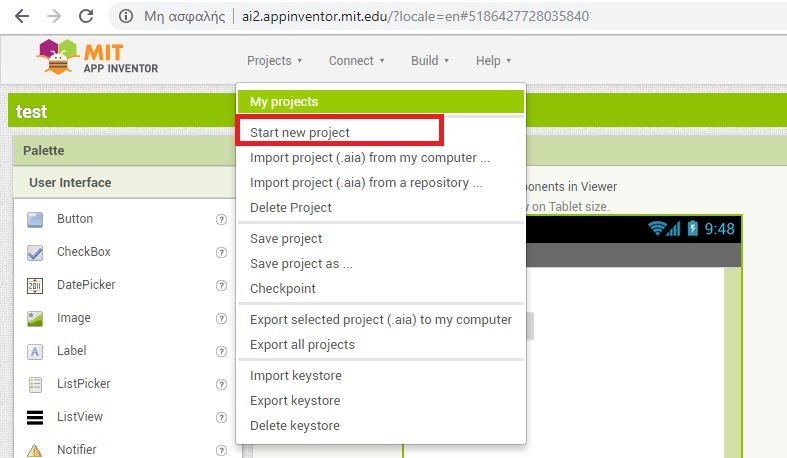 Μη ασφαλής
ai2.appinventor.mit.edu/?locale=en#5186427728035840
MIT
APP INVENTOR
Projects
Connect
Build
Help
test
My projects
Start new project
Import project (.aia) from my computer ...
Import project (.aia) from a repository ...
Delete Project
Save project
Save project as ...
Checkpoint
Export selected project (.aia) to my computer
Export all projects
Import keystore
Export keystore
Delete keystore
Palette
User Interface
Button
?
CheckBox
?
DatePicker
?
Image
?
Label
?
ListPicker
?
ListView
?
Notifier
?
2011
A
onents in Viewer
on Tablet size.
9:48